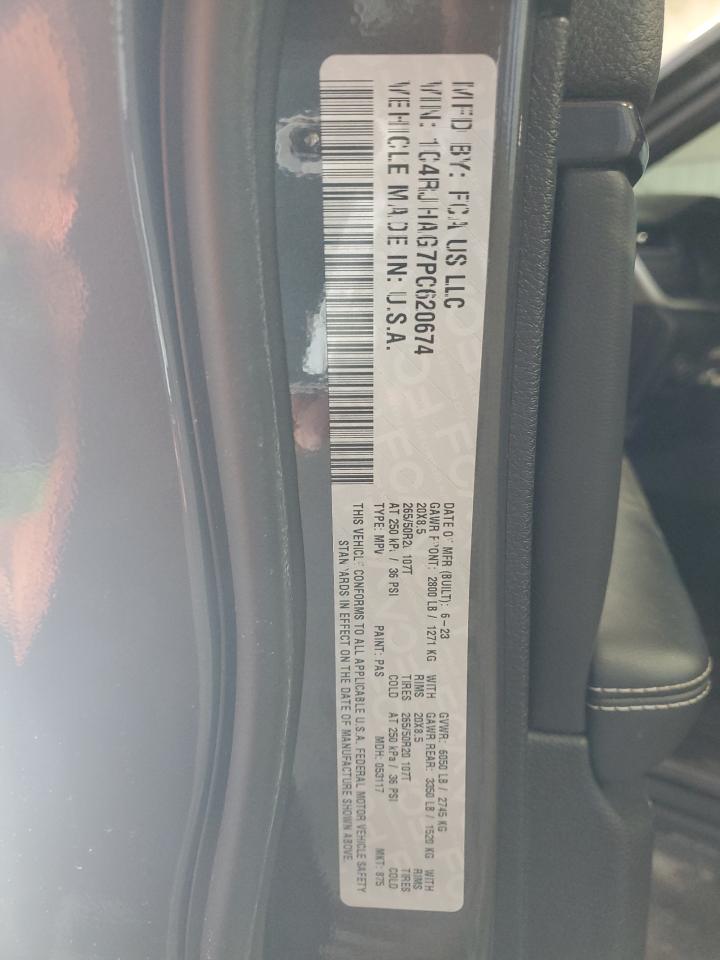 MFD BY: FCA US LLC
VIN: 1C4RJHAG7PC620674
VEHICLE MADE IN: U.S.A.
DATE OF MFR (BUILT): 6-23 GVWR: 6050 LB / 2745 KG
GAWR FRONT: 2800 LB / 1271 KG WITH GAWR REAR: 3350 LB / 1520 KG WITH
20X8.5 RIMS 20X8.5 RIMS
265/50R20 107T TIRES 265/50R20 107T TIRES
AT 250 kPa / 36 PSI COLD AT 250 kPa / 36 PSI COLD
TYPE: MPV PAINT: PAS MDH: 053117 MKT: 875
THIS VEHICLE CONFORMS TO ALL APPLICABLE U.S.A. FEDERAL MOTOR VEHICLE SAFETY
STANDARDS IN EFFECT ON THE DATE OF MANUFACTURE SHOWN ABOVE